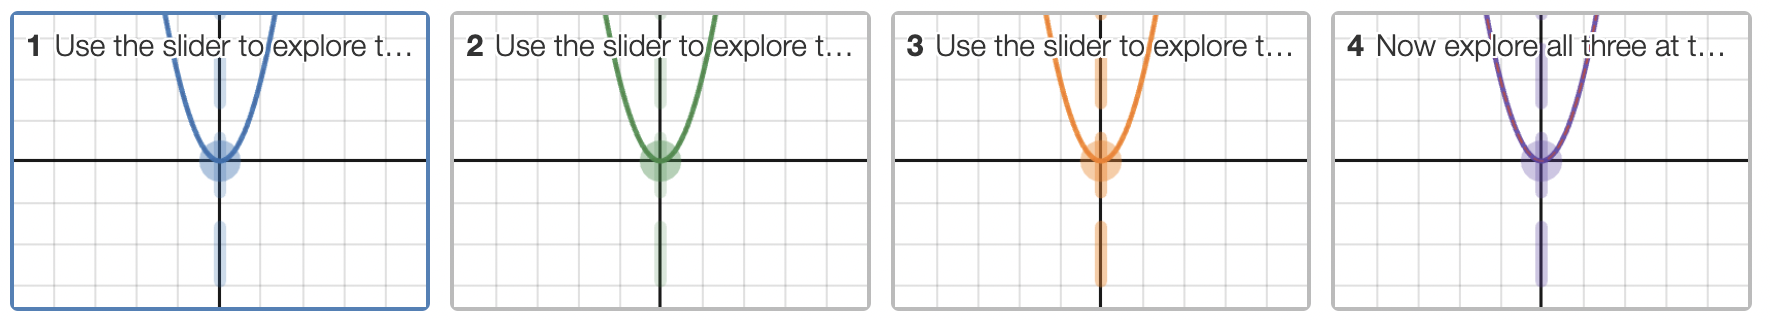 1 Use the slider to explore t...
2 Use the slider to explore t...
3 Use the slider to explore t...
4 Now explore all three at t...